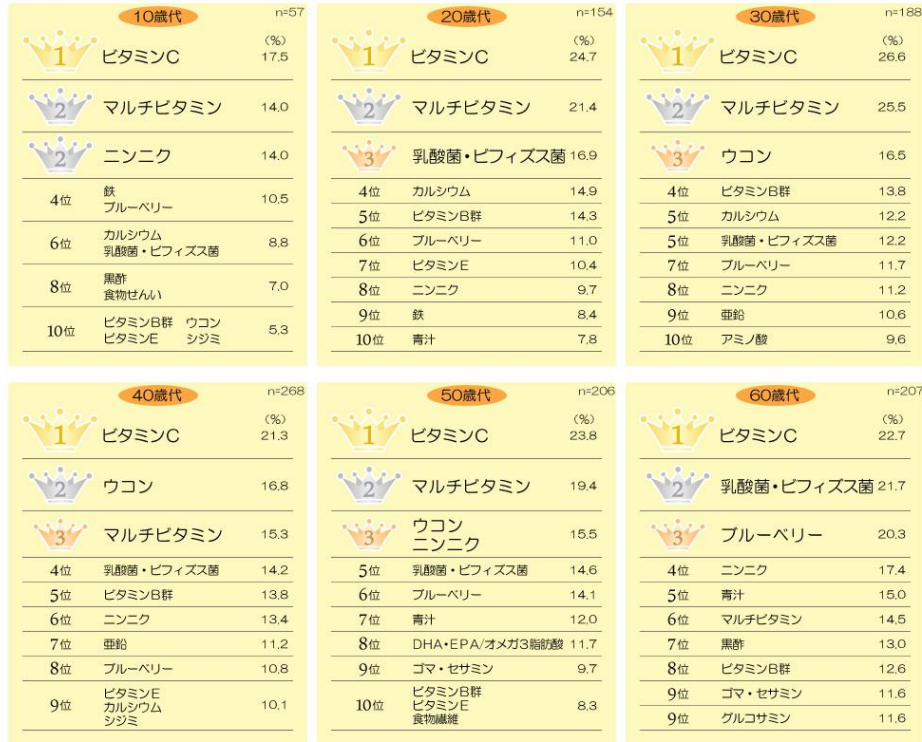 10歳代 n=57
(%)
1 ビタミンC 17.5
2 マルチビタミン 14.0
2 ニンニク 14.0
4位 鉄 10.5
ブルーベリー
6位 カルシウム 8.8
乳酸菌・ビフィズス菌
8位 黒酢 7.0
食物せんい
10位 ビタミンB群 ウコン 5.3
ビタミンE シジミ
20歳代 n=154
(%)
1 ビタミンC 24.7
2 マルチビタミン 21.4
3 乳酸菌・ビフィズス菌 16.9
4位 カルシウム 14.9
5位 ビタミンB群 14.3
6位 ブルーベリー 11.0
7位 ビタミンE 10.4
8位 ニンニク 9.7
9位 鉄 8.4
10位 青汁 7.8
30歳代 n=188
(%)
1 ビタミンC 26.6
2 マルチビタミン 25.5
3 ウコン 16.5
4位 ビタミンB群 13.8
5位 カルシウム 12.2
5位 乳酸菌・ビフィズス菌 12.2
7位 ブルーベリー 11.7
8位 ニンニク 11.2
9位 亜鉛 10.6
10位 アミノ酸 9.6
40歳代 n=268
(%)
1 ビタミンC 21.3
2 ウコン 16.8
3 マルチビタミン 15.3
4位 乳酸菌・ビフィズス菌 14.2
5位 ビタミンB群 13.8
6位 ニンニク 13.4
7位 亜鉛 11.2
8位 ブルーベリー 10.8
9位 ビタミンE 10.1
カルシウム
シジミ
50歳代 n=206
(%)
1 ビタミンC 23.8
2 マルチビタミン 19.4
3 ウコン 15.5
ニンニク
5位 乳酸菌・ビフィズス菌 14.6
6位 ブルーベリー 14.1
7位 青汁 12.0
8位 DHA・EPA/オメガ3脂肪酸 11.7
9位 ゴマ・セサミン 9.7
10位 ビタミンB群 8.3
ビタミンE
食物繊維
60歳代 n=207
(%)
1 ビタミンC 22.7
2 乳酸菌・ビフィズス菌 21.7
3 ブルーベリー 20.3
4位 ニンニク 17.4
5位 青汁 15.0
6位 マルチビタミン 14.5
7位 黒酢 13.0
8位 ビタミンB群 12.6
9位 ゴマ・セサミン 11.6
9位 グルコサミン 11.6